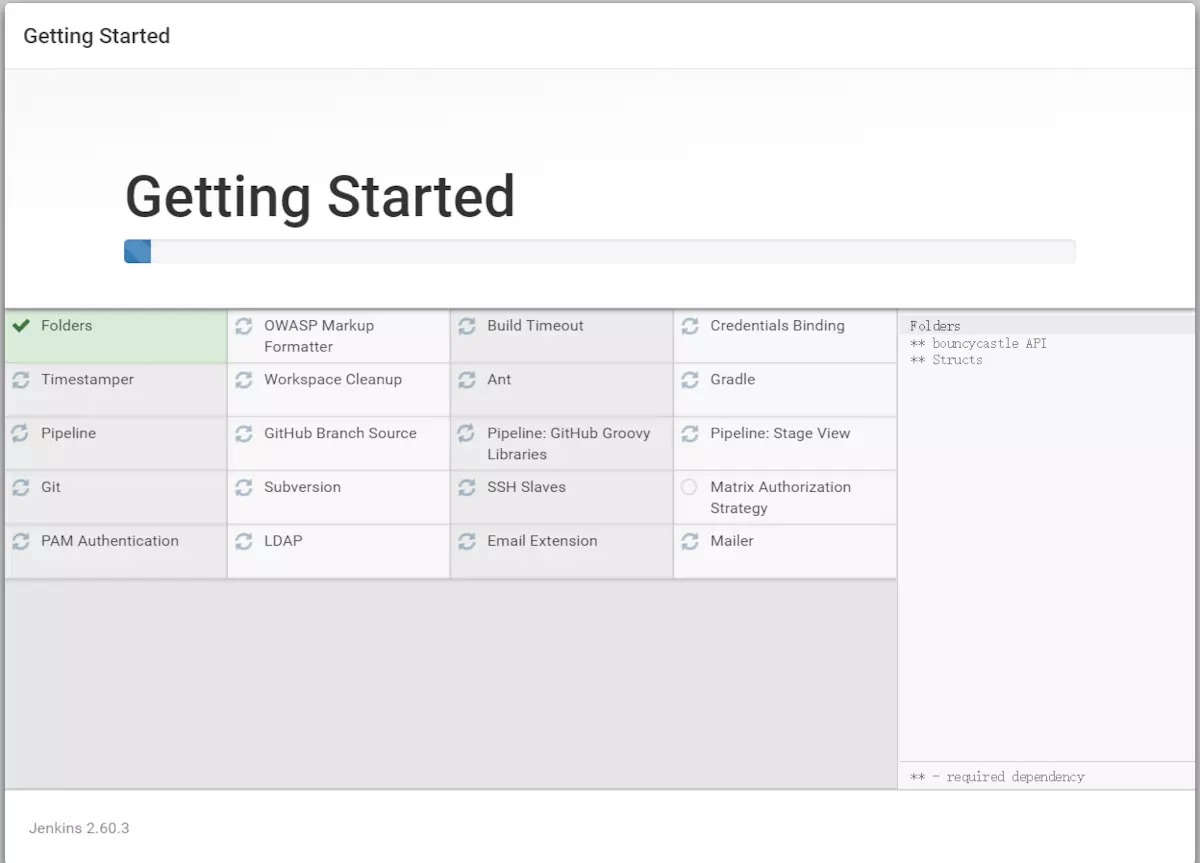 Getting Started
Getting Started
Folders
OWASP Markup
Formatter
Build Timeout
Credentials Binding
Timestamper
Workspace Cleanup
Ant
Gradle
Pipeline
GitHub Branch Source
Pipeline: GitHub Groovy
Libraries
Pipeline: Stage View
Git
Subversion
SSH Slaves
Matrix Authorization
Strategy
PAM Authentication
LDAP
Email Extension
Mailer
Folders
** bouncycastle API
** Structs
** - required dependency
Jenkins 2.60.3